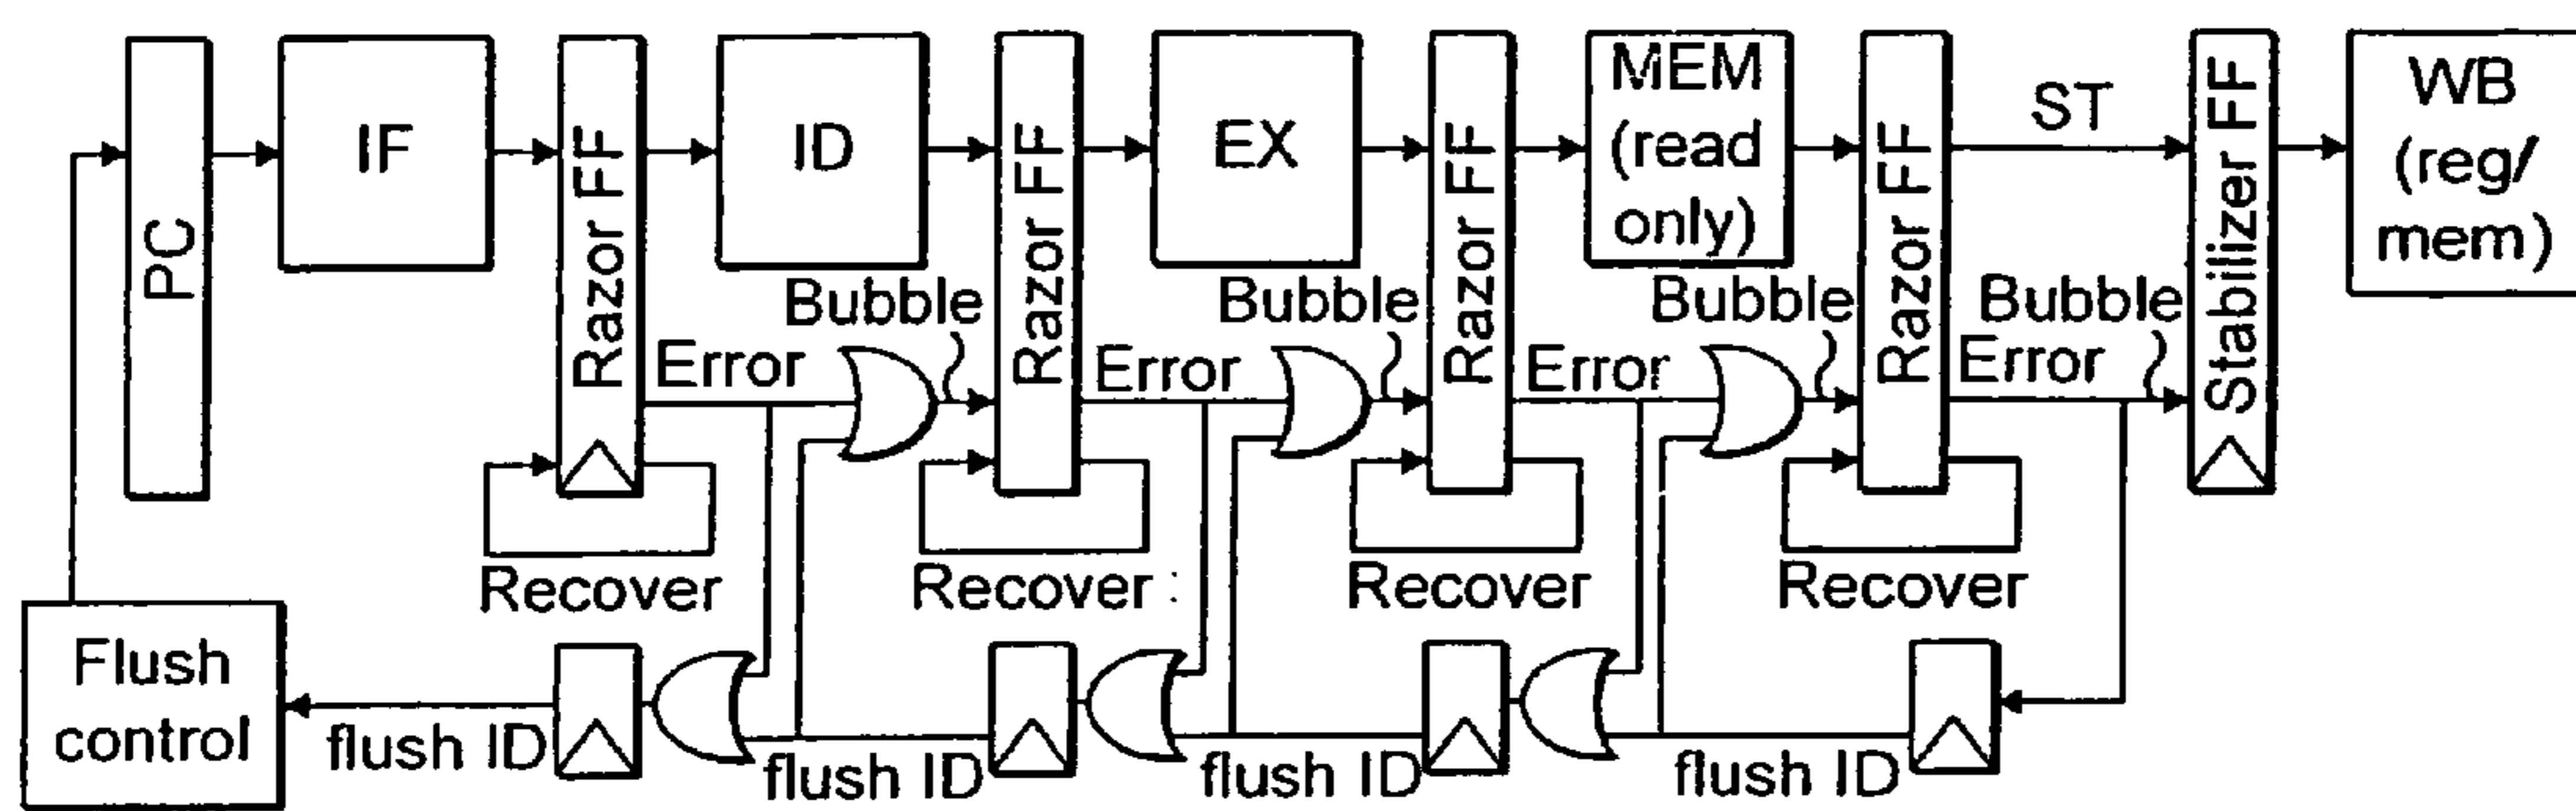 PC
IF
Razor FF
ID
Razor FF
EX
Razor FF
MEM
(read
only)
Razor FF
ST
Stabilizer FF
WB
(reg/
mem)
Bubble
Bubble
Bubble
Bubble
Error
Error
Error
Error
Recover
Recover
Recover
Recover
Flush
control
flush ID
flush ID
flush ID
flush ID